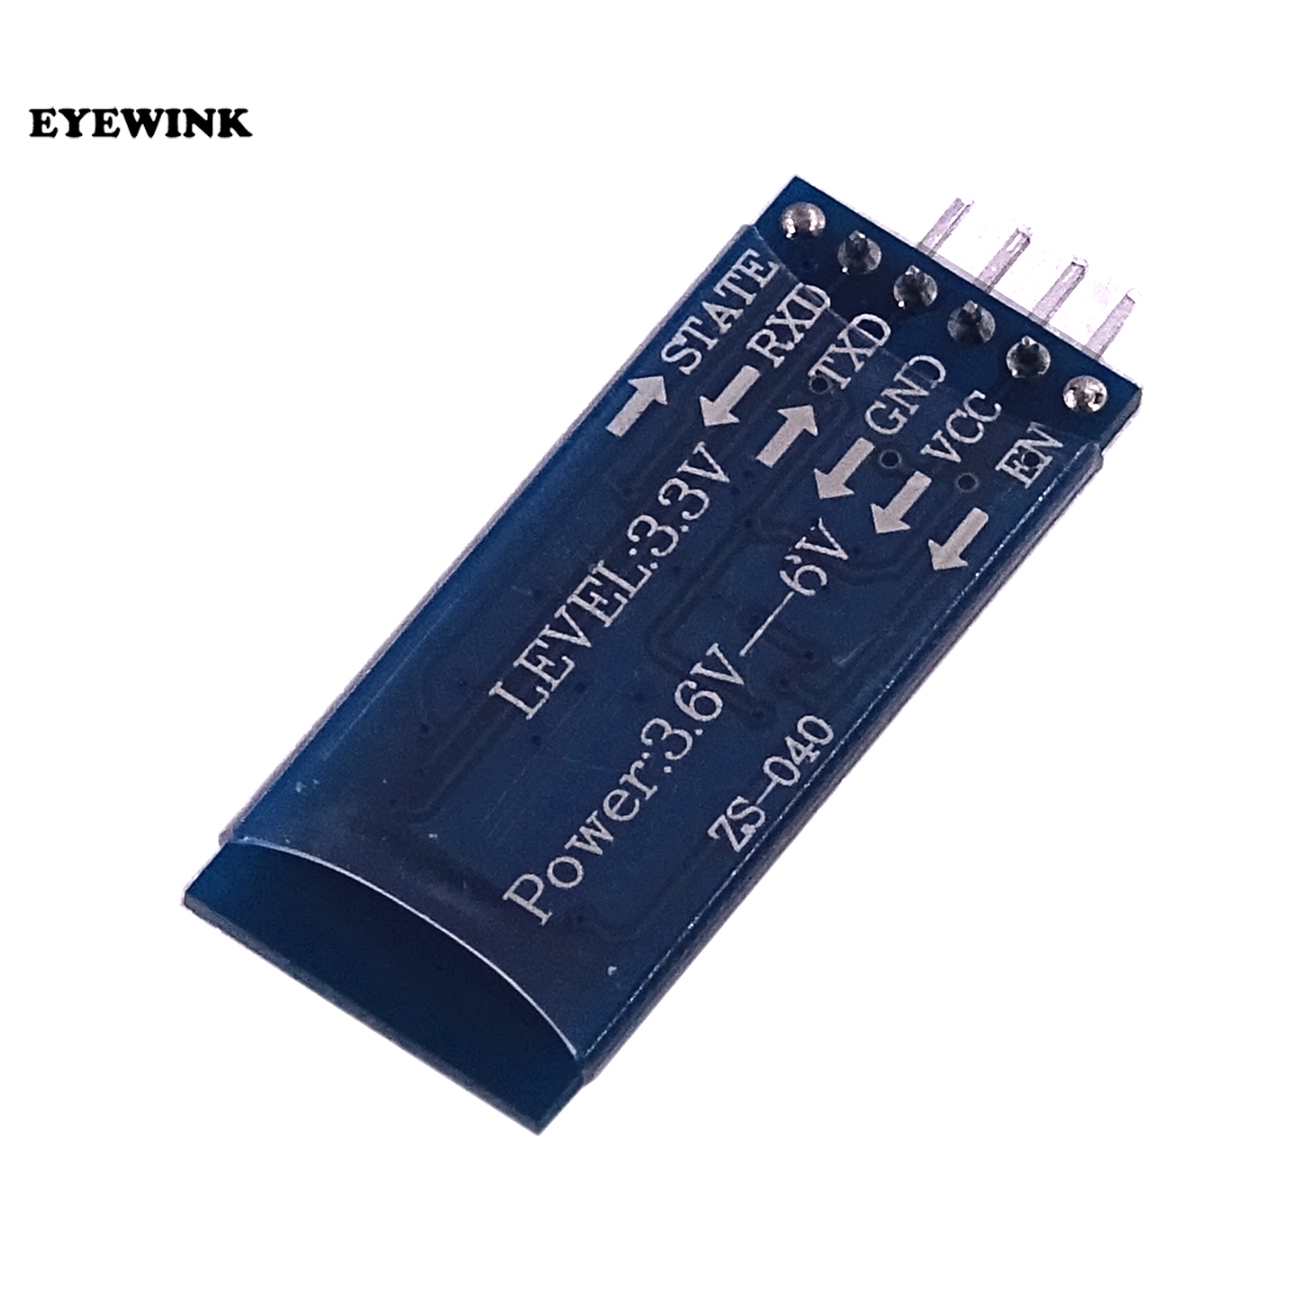 EYEWINK
STATE
RXD
TXD
GND
VCC
EN
LEVEL:3.3V
Power:3.6V—6V
ZS-040